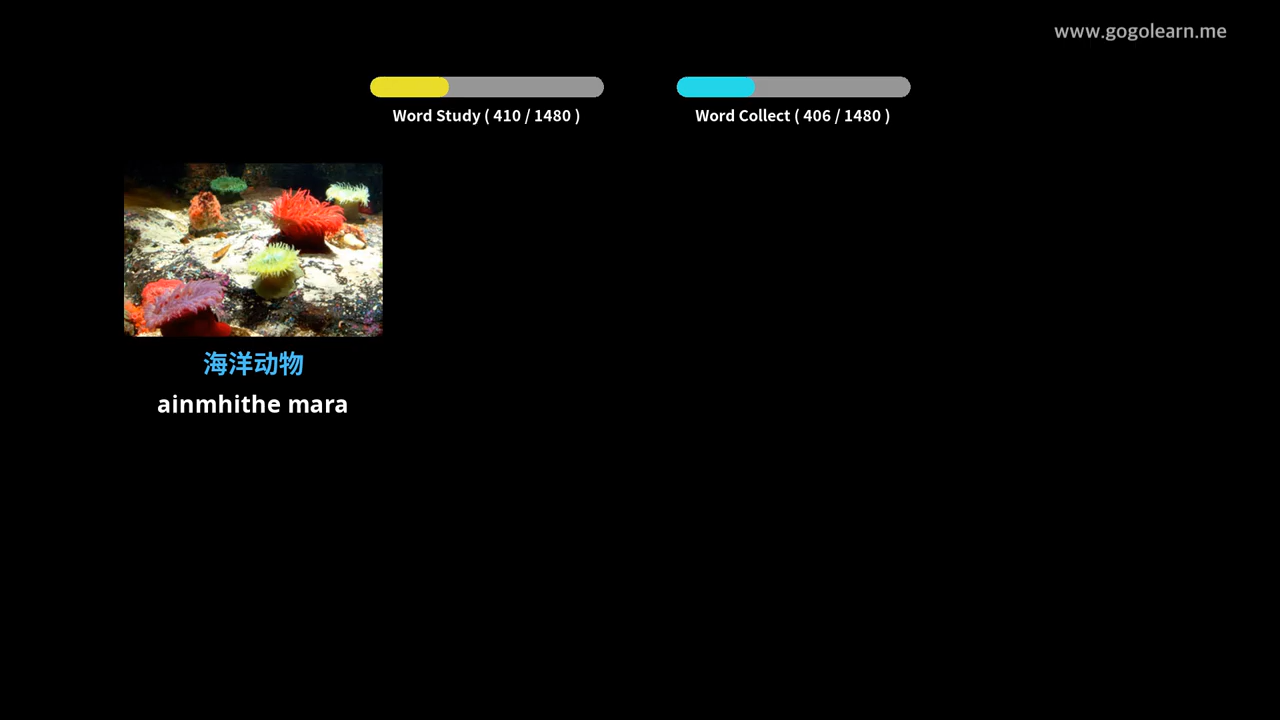 www.gogolearn.me
Word Study ( 410 / 1480 )
Word Collect ( 406 / 1480 )
海洋动物
ainmhithe mara